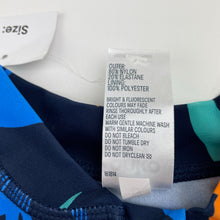 Size:
OUTER:
80% NYLON
20% ELASTANE
LINING:
100% POLYESTER
BRIGHT & FLUORESCENT
COLOURS MAY FADE
RINSE THOROUGHLY AFTER
EACH USE
WARM GENTLE MACHINE WASH
WITH SIMILAR COLOURS
DO NOT BLEACH
DO NOT TUMBLE DRY
DO NOT IRON
DO NOT DRYCLEAN